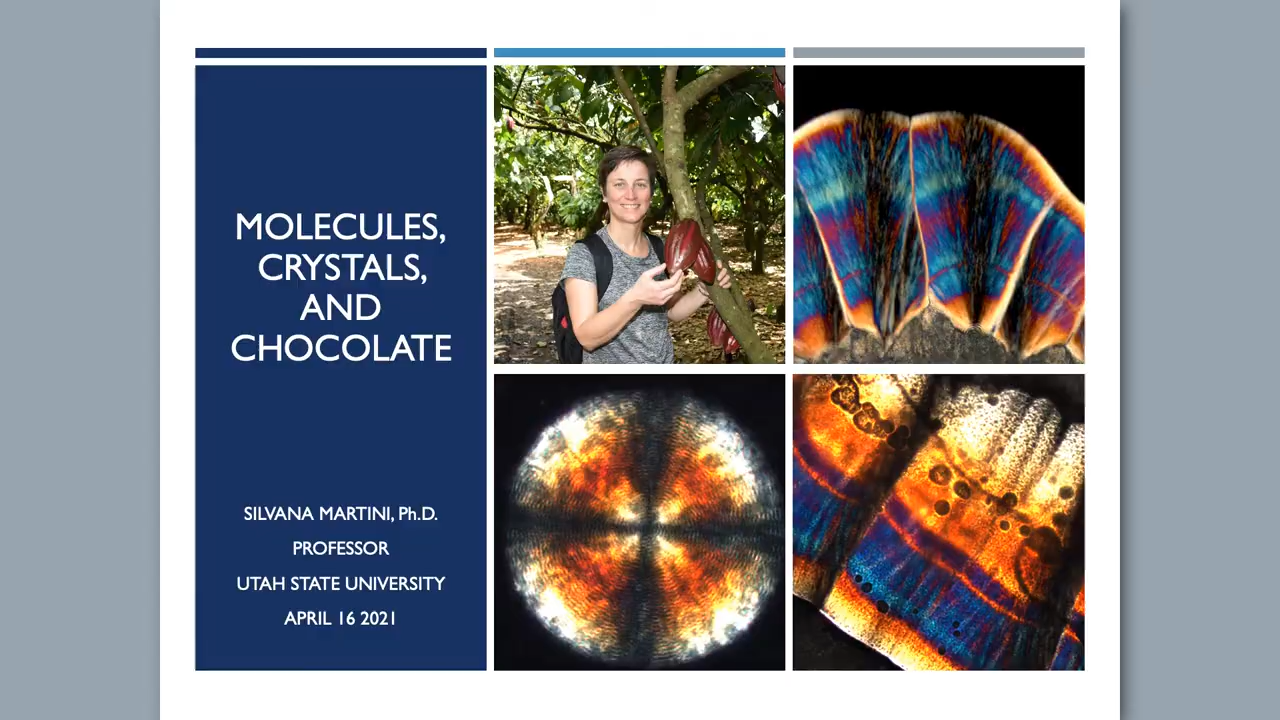 MOLECULES,
CRYSTALS,
AND
CHOCOLATE
SILVANA MARTINI, Ph.D.
PROFESSOR
UTAH STATE UNIVERSITY
APRIL 16 2021